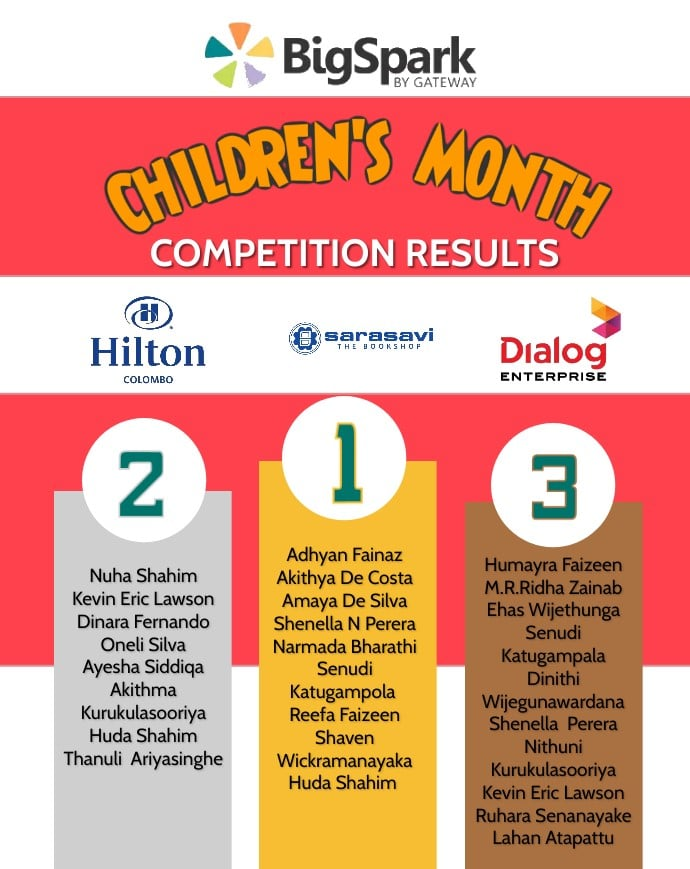 BigSpark
BY GATEWAY
CHILDREN'S MONTH
COMPETITION RESULTS
Hilton
COLOMBO
sarasavi
THE BOOKSHOP
Dialog
ENTERPRISE
2
Nuha Shahim
Kevin Eric Lawson
Dinara Fernando
Oneli Silva
Ayesha Siddiqa
Akithma
Kurukulasooriya
Huda Shahim
Thanuli Ariyasinghe
1
Adhyan Fainaz
Akithya De Costa
Amaya De Silva
Shenella N Perera
Narmada Bharathi
Senudi
Katugampola
Reefa Faizeen
Shaven
Wickramanayaka
Huda Shahim
3
Humayra Faizeen
M.R.Ridha Zainab
Ehas Wijethunga
Senudi
Katugampala
Dinithi
Wijegunawardana
Shenella Perera
Nithuni
Kurukulasooriya
Kevin Eric Lawson
Ruhara Senanayake
Lahan Atapattu